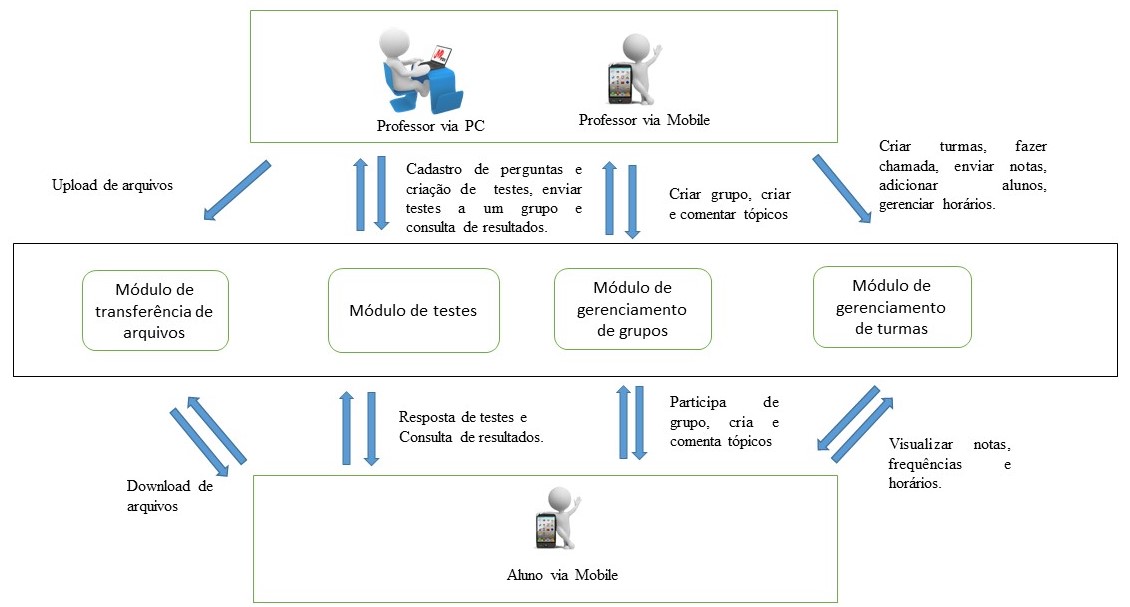 Professor via PC
Professor via Mobile
Upload de arquivos
Cadastro de perguntas e
criação de testes, enviar
testes a um grupo e
consulta de resultados.
Criar grupo, criar
e comentar tópicos
Criar turmas, fazer
chamada, enviar notas,
adicionar alunos,
gerenciar horários.
Módulo de
transferência de
arquivos
Módulo de testes
Módulo de
gerenciamento
de grupos
Módulo de
gerenciamento
de turmas
Download de
arquivos
Resposta de testes e
Consulta de resultados.
Participa de
grupo, cria e
comenta tópicos
Visualizar notas,
frequências e
horários.
Aluno via Mobile